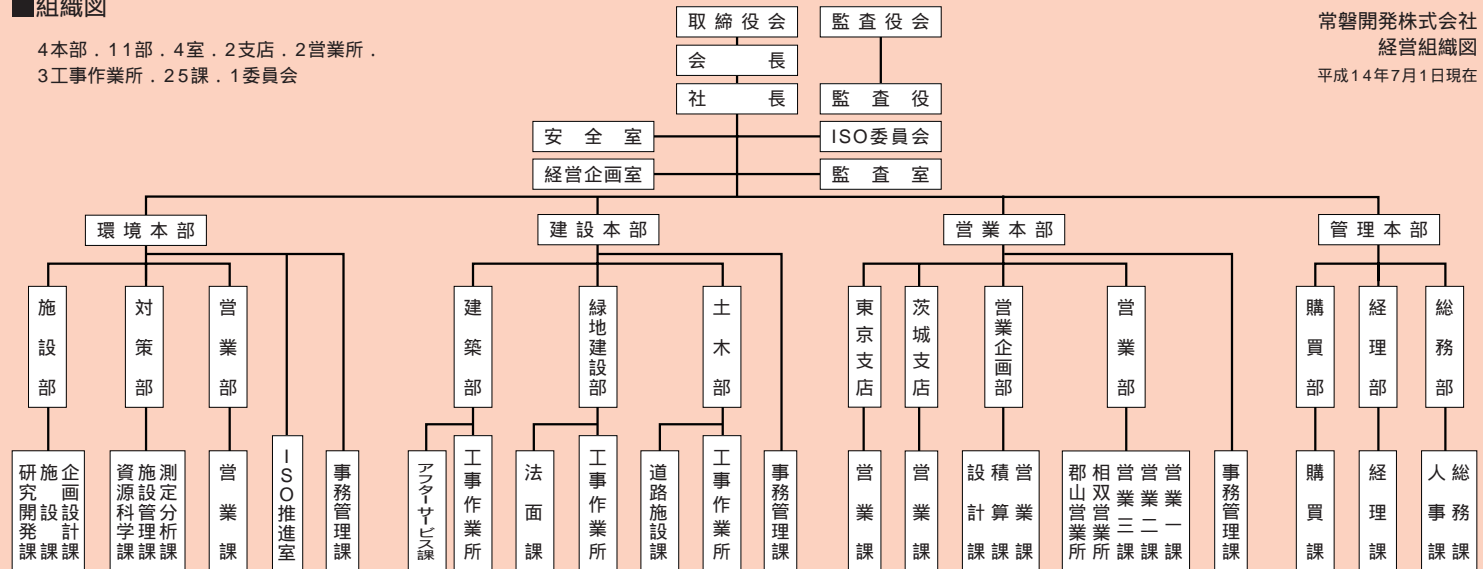 ■組織図
4本部．11部．4室．2支店．2営業所．
3工事作業所．25課．1委員会
常磐開発株式会社
経営組織図
平成14年7月1日現在
取締役会
監査役会
会長
社長
監査役
安全室
ISO委員会
経営企画室
監査室
環境本部
建設本部
営業本部
管理本部
施設部
対策部
営業部
建築部
緑地建設部
土木部
東京支店
茨城支店
営業企画部
営業部
購買部
経理部
総務部
企画設計課
施設課
研究開発課
測定分析課
施設管理課
資源科学課
営業課
ISO推進室
事務管理課
アフターサービス課
工事作業所
法面課
工事作業所
道路施設課
工事作業所
事務管理課
営業課
営業課
営業課
積算課
設計課
営業一課
営業二課
営業三課
相双営業所
郡山営業所
事務管理課
購買課
経理課
総務課
人事課